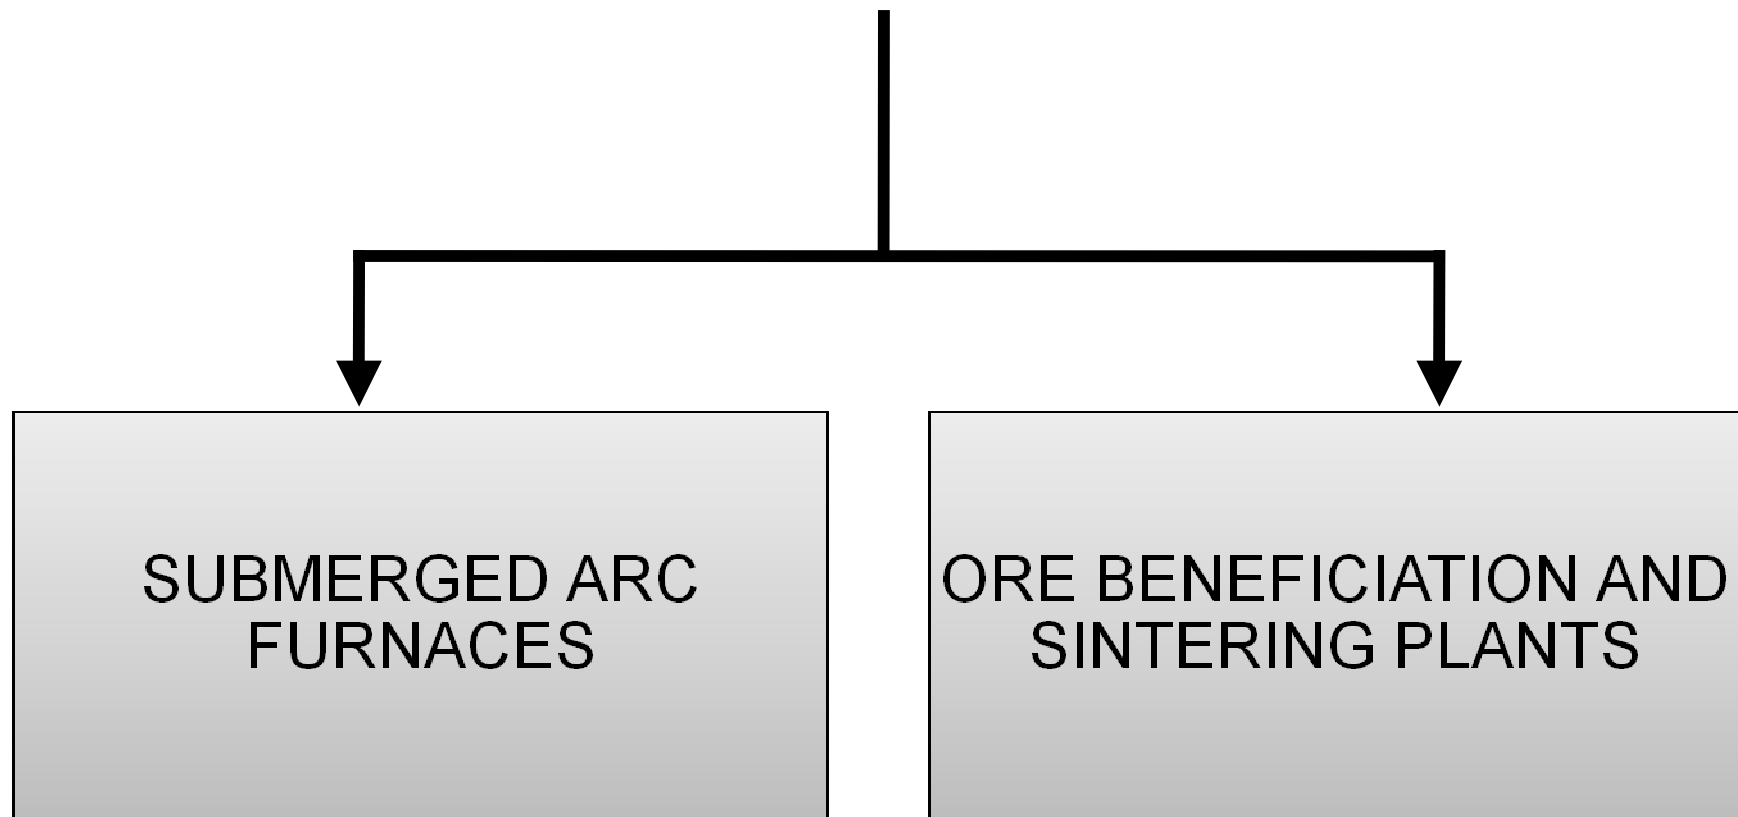 SUBMERGED ARC
FURNACES
ORE BENEFICIATION AND
SINTERING PLANTS